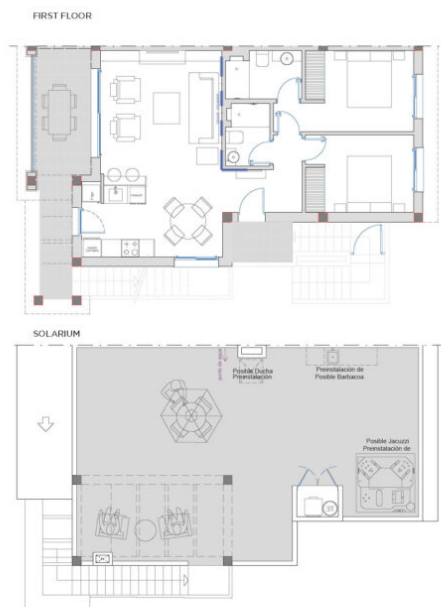 FIRST FLOOR
SOLARIUM
Posible Ducha
Preinstalación
Preinstalación de
Posible Barbacoa
Posible Jacuzzi
Preinstalación de